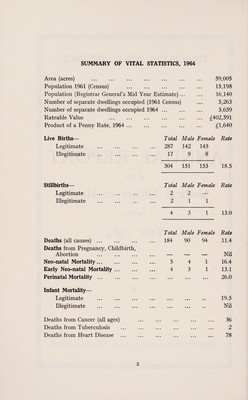 SUMMARY OF VITAL STATISTICS, 1964
Area (acres) ... ... ... ... ... ... ... 59,005
Population 1961 (Census) ... ... ... ... ... 15,198
Population (Registrar General's Mid Year Estimate) ... ... 16,140
Number of separate dwellings occupied (1961 Census) ... 5,263
Number of separate dwellings occupied 1964 ... ... ... 5,659
Rateable Value ... ... ... ... ... ... £402,391
Product of a Penny Rate, 1964 ... ... ... ... ... £1,640
Live Births— Total Male Female Rate
Legitimate ... ... ... ... ... 287 142 145
Illegitimate ... ... ... ... ... 17 9 8
304 151 153 18.5
Stillbirths— Total Male Female Rate
Legitimate ... ... ... ... 2 2 —
Illegitimate ... ... ... ... 2 1 1
4 3 1 13.0
Total Male Female Rate
Deaths (all causes) ... ... ... ... 184 90 94 11.4
Deaths from Pregnancy, Childbirth,
Abortion ... ... ... ... — — — Nil
Neo-natal Mortality ... ... ... ... 5 4 1 16.4
Early Neo-natal Mortality ... ... ... 4 3 1 13.1
Perinatal Mortality ... ... ... ... ... ... ... 26.0
Infant Mortality—
Legitimate ... ... ... ... ... ... 19.5
Illegitimate ... ... ... ... ... ... Nil
Deaths from Cancer (all ages) ... ... ... ... 36
Deaths from Tuberculosis ... ... ... ... ... 2
Deaths from Heart Disease ... ... ... ... ... 78
3